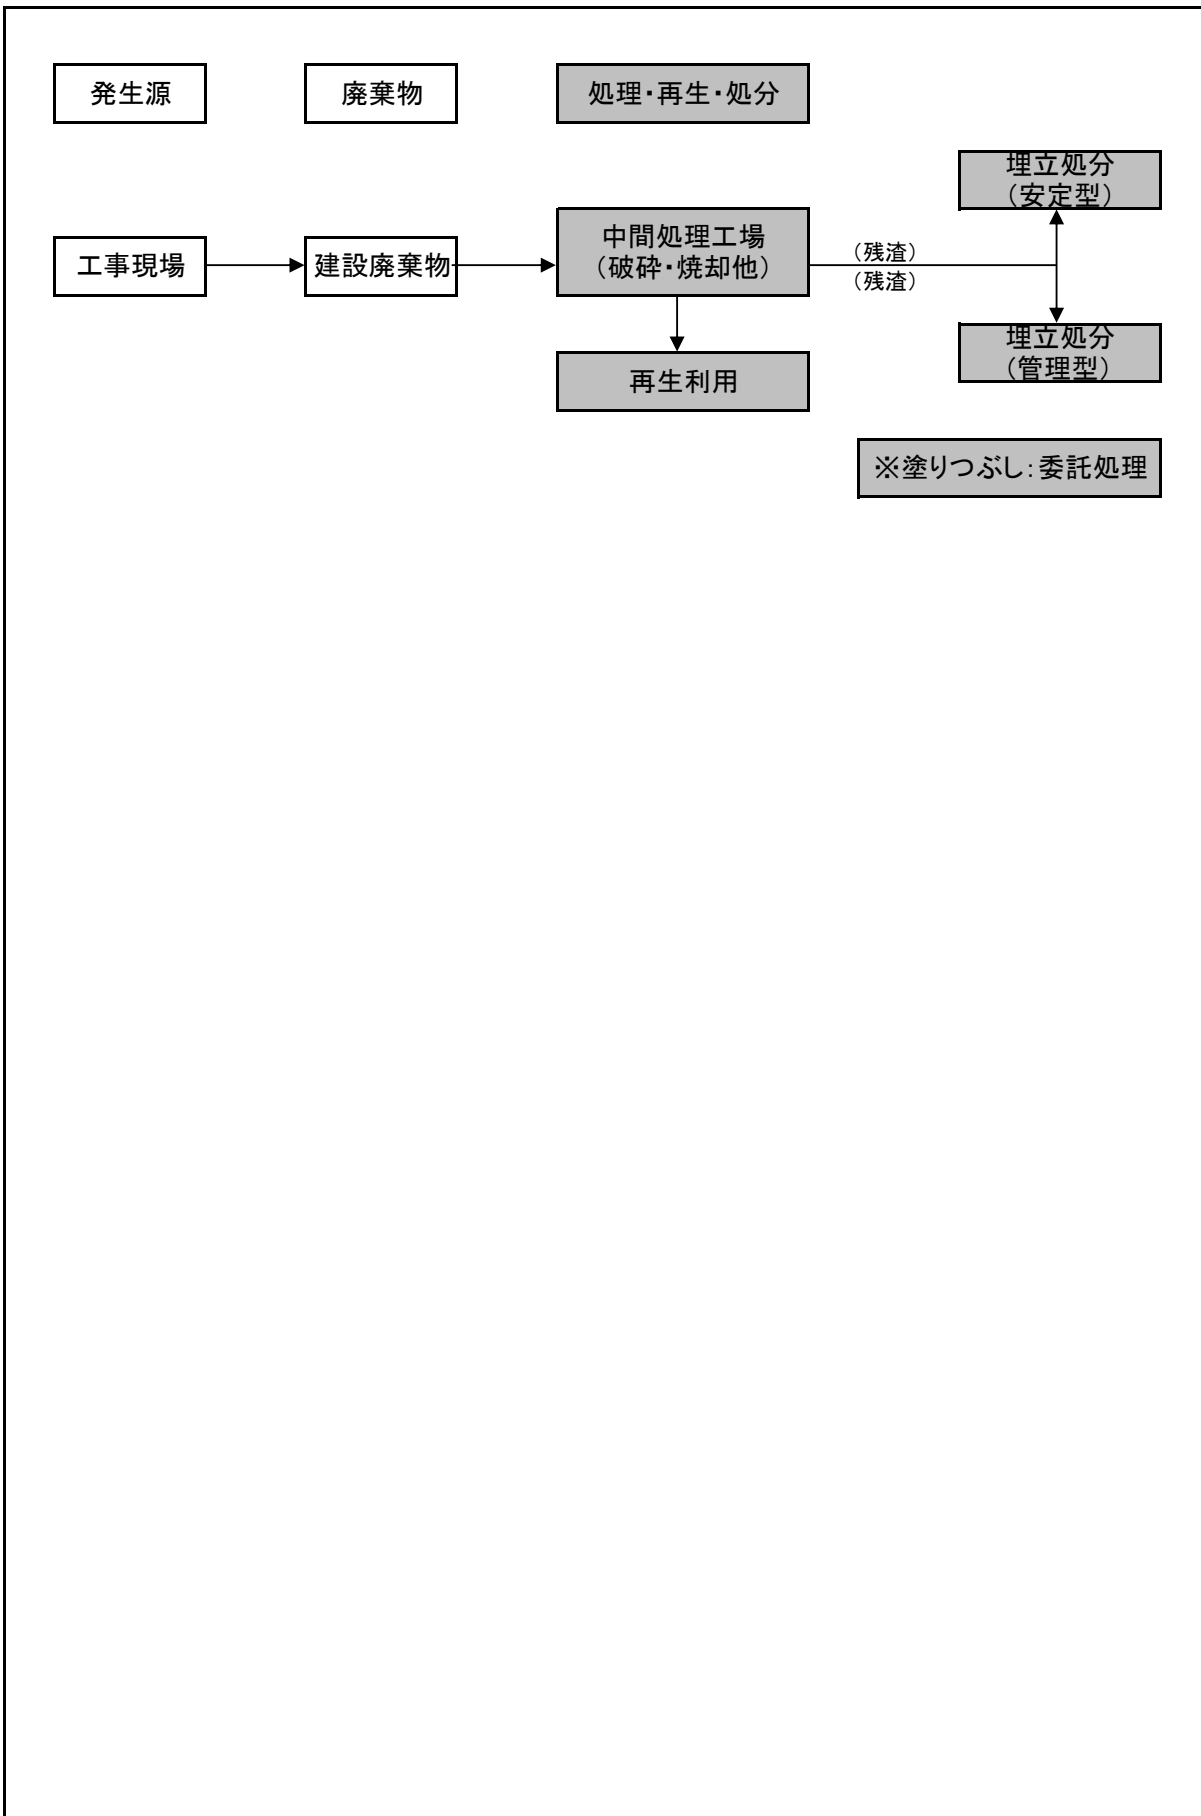 発生源
廃棄物
処理・再生・処分
埋立処分
（安定型）
工事現場
建設廃棄物
中間処理工場
（破砕・焼却他）
（残渣）
（残渣）
埋立処分
（管理型）
再生利用
※塗りつぶし：委託処理